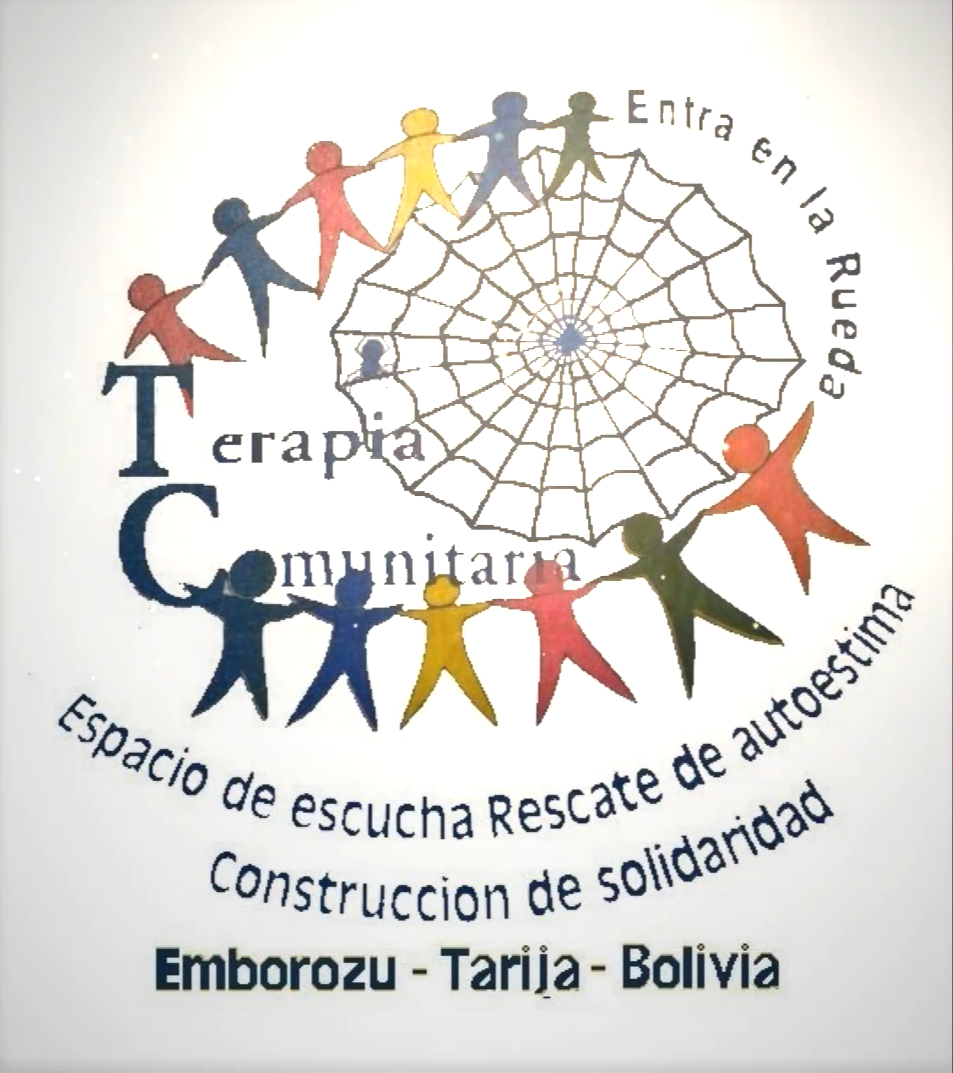 Entra en la Rueda
Terapia
Comunitaria
Espacio de escucha Rescate de autoestima
Construccion de solidaridad
Emborozu - Tarija - Bolivia